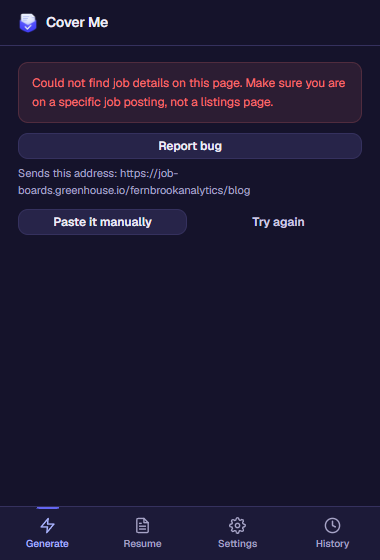 Cover Me
Could not find job details on this page. Make sure you are
on a specific job posting, not a listings page.
Report bug
Sends this address: https://job-
boards.greenhouse.io/fernbrookanalytics/blog
Paste it manually
Try again
Generate
Resume
Settings
History